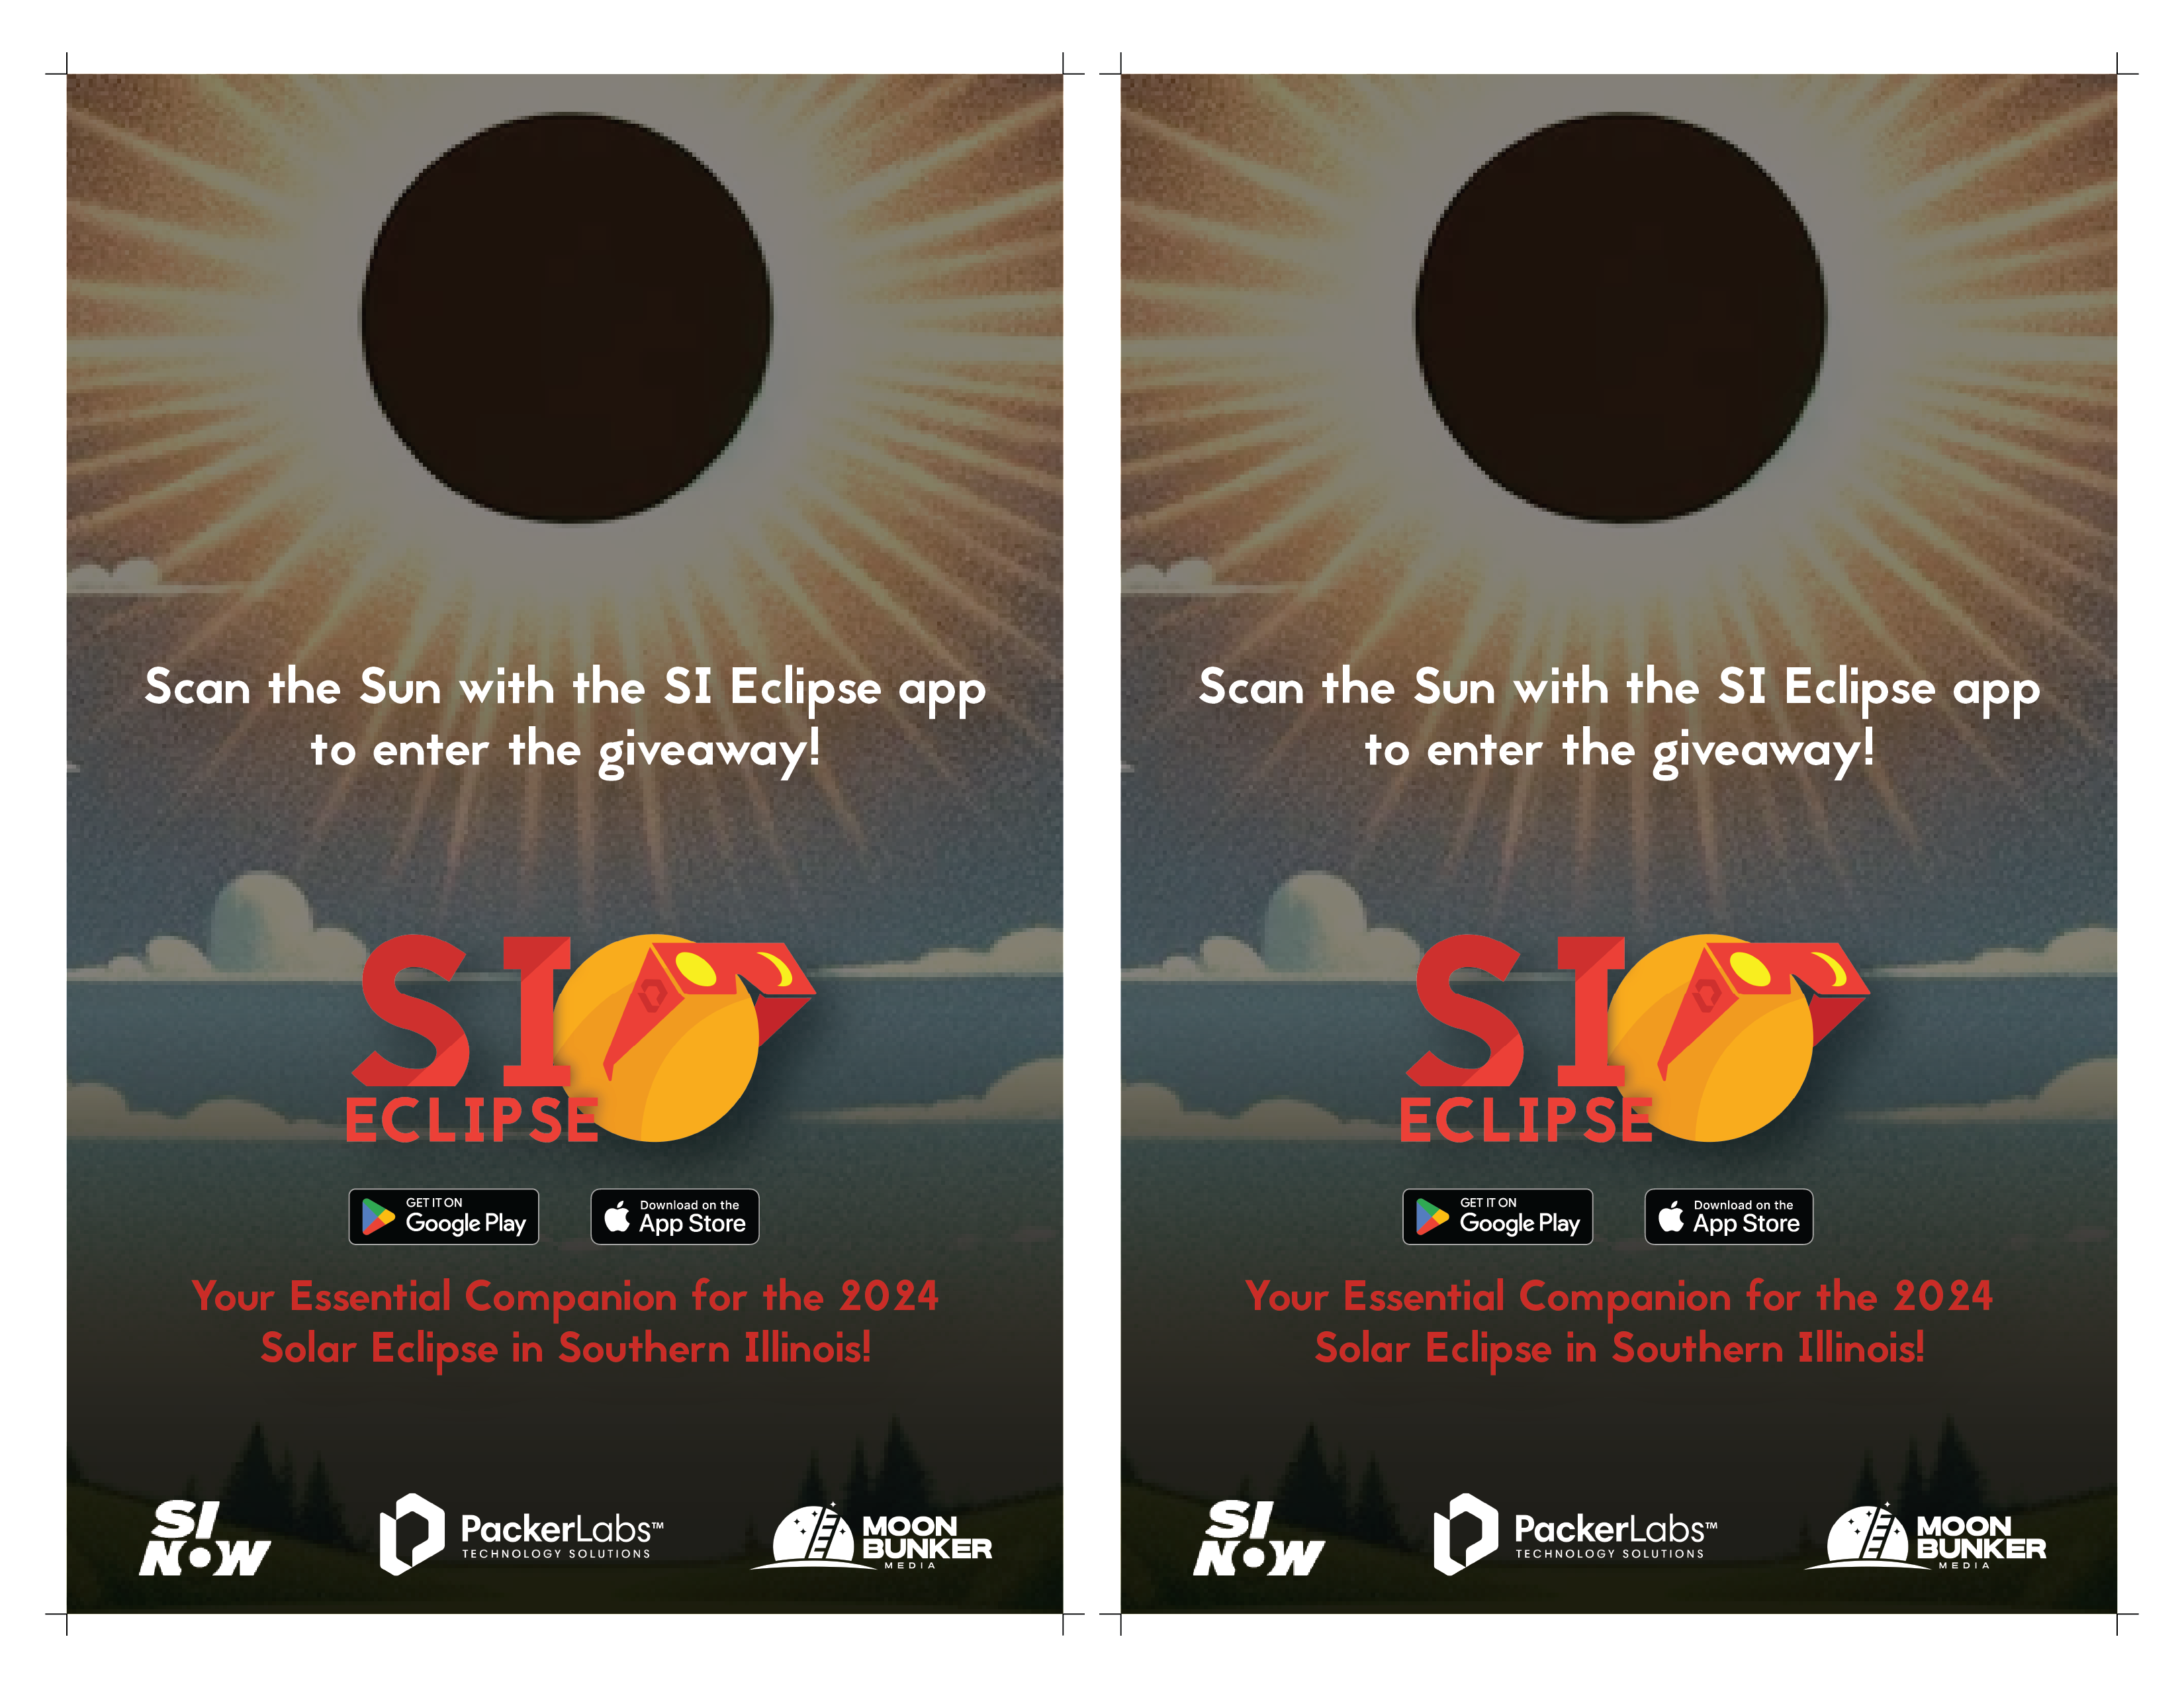 Scan the Sun with the SI Eclipse app
to enter the giveaway!
SI
ECLIPSE
GET IT ON
Google Play
Download on the
App Store
Your Essential Companion for the 2024
Solar Eclipse in Southern Illinois!
SI
NOW
PackerLabs™
TECHNOLOGY SOLUTIONS
MOON
BUNKER
MEDIA
Scan the Sun with the SI Eclipse app
to enter the giveaway!
SI
ECLIPSE
GET IT ON
Google Play
Download on the
App Store
Your Essential Companion for the 2024
Solar Eclipse in Southern Illinois!
SI
NOW
PackerLabs™
TECHNOLOGY SOLUTIONS
MOON
BUNKER
MEDIA